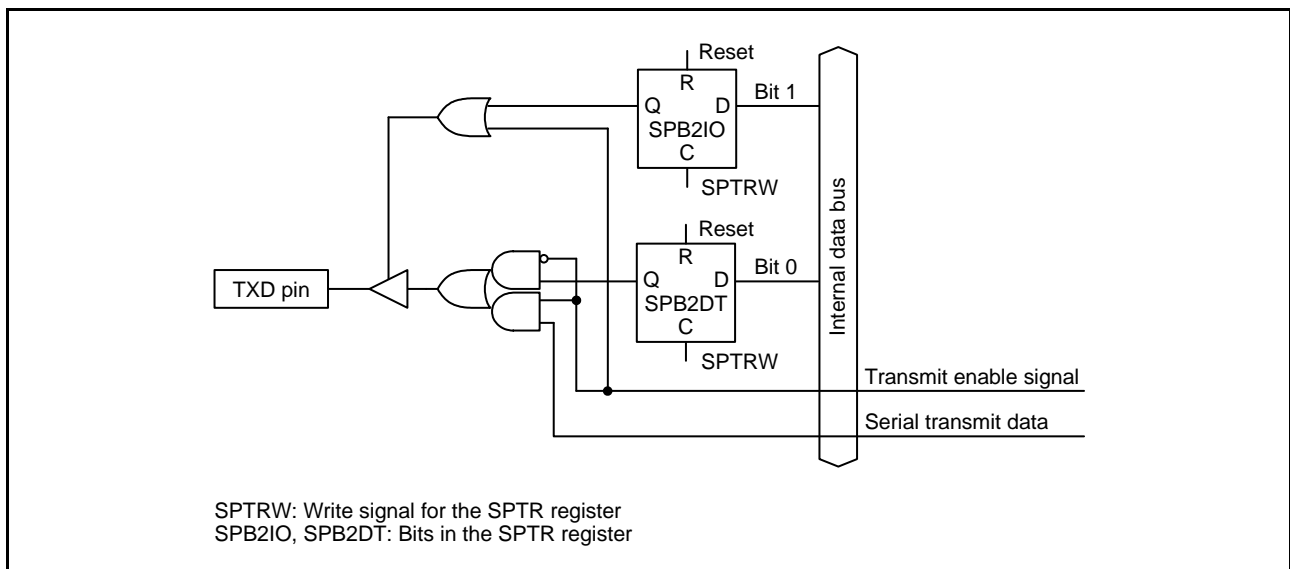 Reset
R
Q D Bit 1
SPB2IO
C
SPTRW
Reset
R
Q D Bit 0
SPB2DT
C
SPTRW
TXD pin
Internal data bus
Transmit enable signal
Serial transmit data
SPTRW: Write signal for the SPTR register
SPB2IO, SPB2DT: Bits in the SPTR register